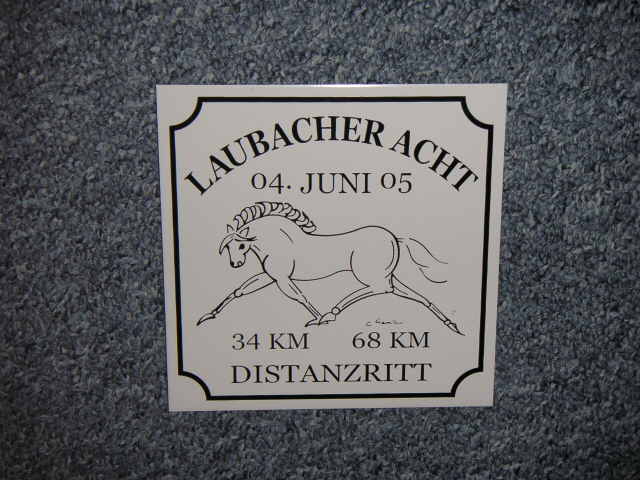 LAUBACHER ACHT
04. JUNI 05
34 KM 68 KM
DISTANZRITT